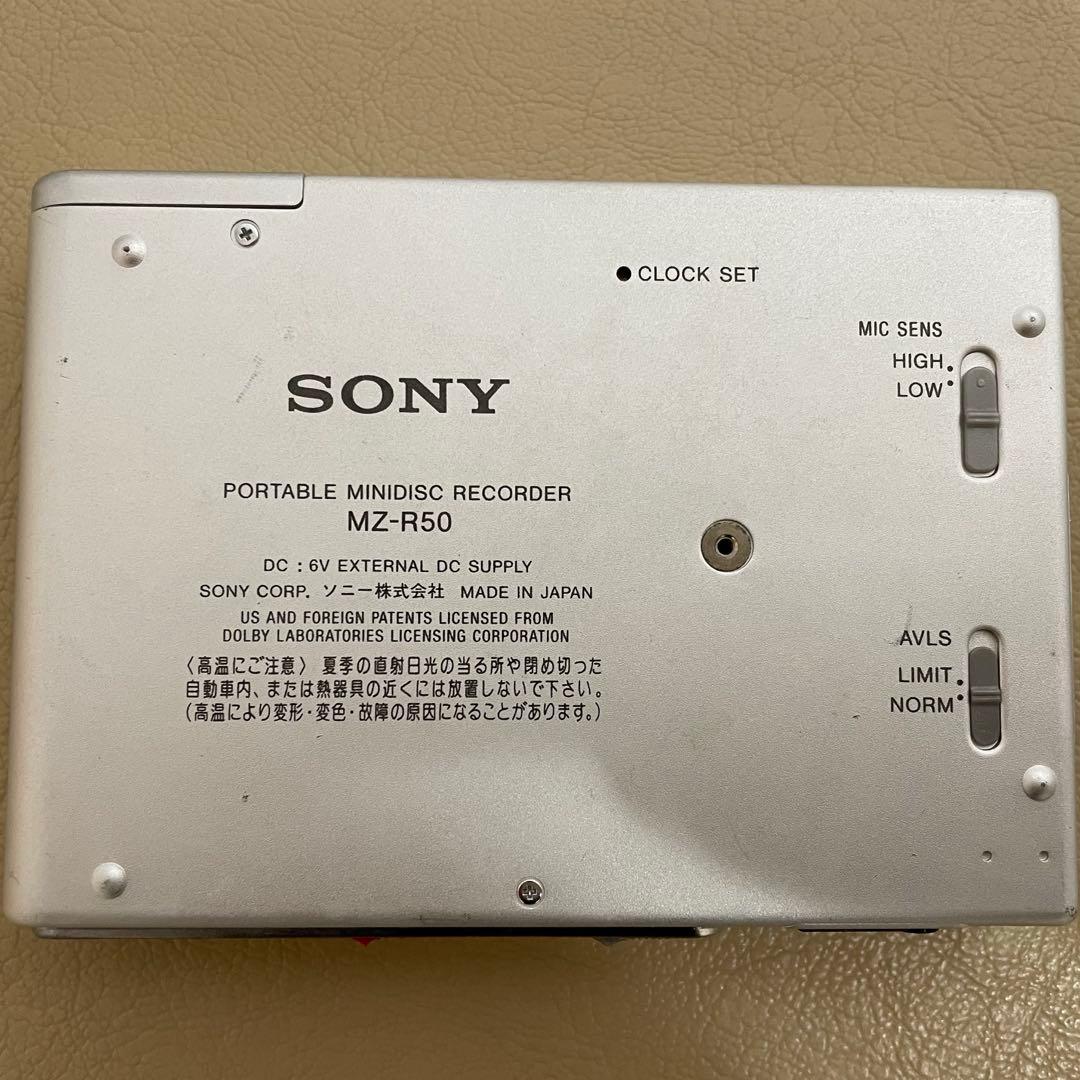 CLOCK SET
MIC SENS
HIGH
LOW
SONY
PORTABLE MINIDISC RECORDER
MZ-R50
DC : 6V EXTERNAL DC SUPPLY
SONY CORP. ソニー株式会社 MADE IN JAPAN
US AND FOREIGN PATENTS LICENSED FROM
DOLBY LABORATORIES LICENSING CORPORATION
〈高温にご注意〉 夏季の直射日光の当る所や閉め切った
自動車内、または熱器具の近くには放置しないで下さい。
(高温により変形・変色・故障の原因になることがあります。)
AVLS
LIMIT
NORM